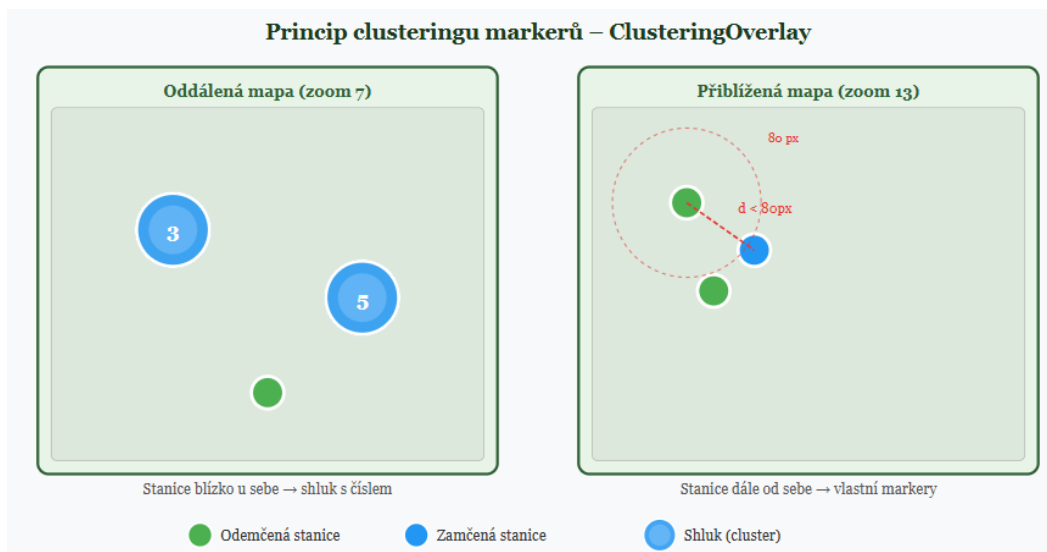 Princip clusteringu markerů – ClusteringOverlay
Oddálená mapa (zoom 7)
3
5
Stanice blízko u sebe → shluk s číslem
Přiblížená mapa (zoom 13)
80 px
d < 80px
Stanice dále od sebe → vlastní markery
Odemčená stanice
Zamčená stanice
Shluk (cluster)